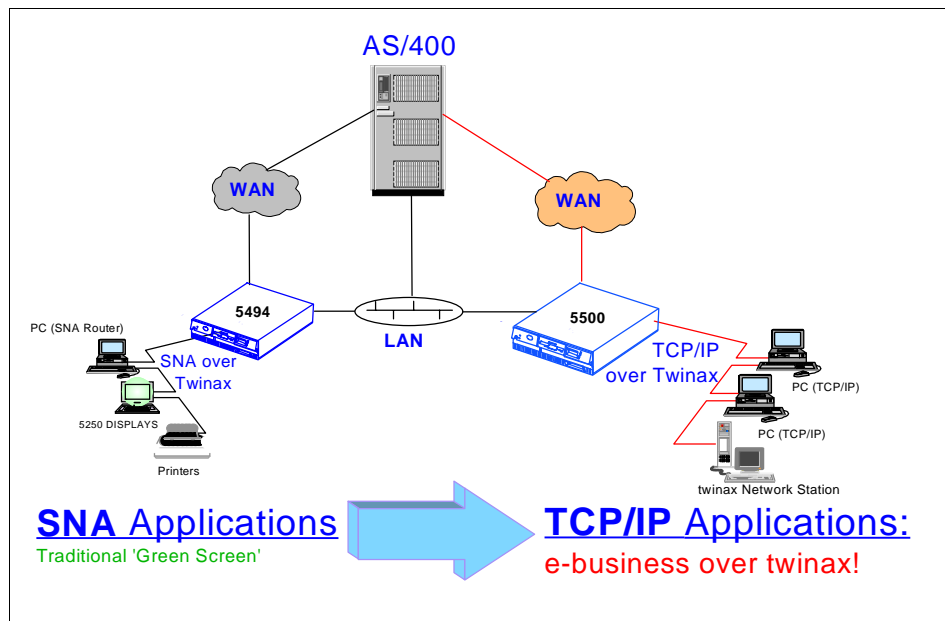 AS/400
WAN
WAN
5494
5500
LAN
PC (SNA Router)
SNA over
Twinax
5250 DISPLAYS
Printers
TCP/IP
over Twinax
PC (TCP/IP)
PC (TCP/IP)
twinax Network Station
SNA Applications
Traditional 'Green Screen'
TCP/IP Applications:
e-business over twinax!